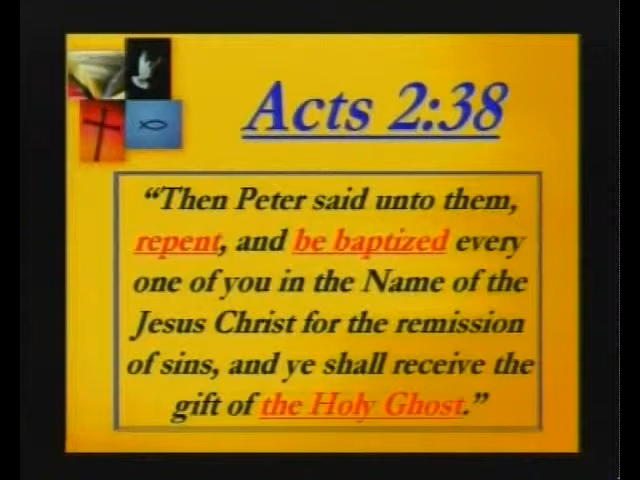 Acts 2:38
“Then Peter said unto them,
repent, and be baptized every
one of you in the Name of the
Jesus Christ for the remission
of sins, and ye shall receive the
gift of the Holy Ghost.”